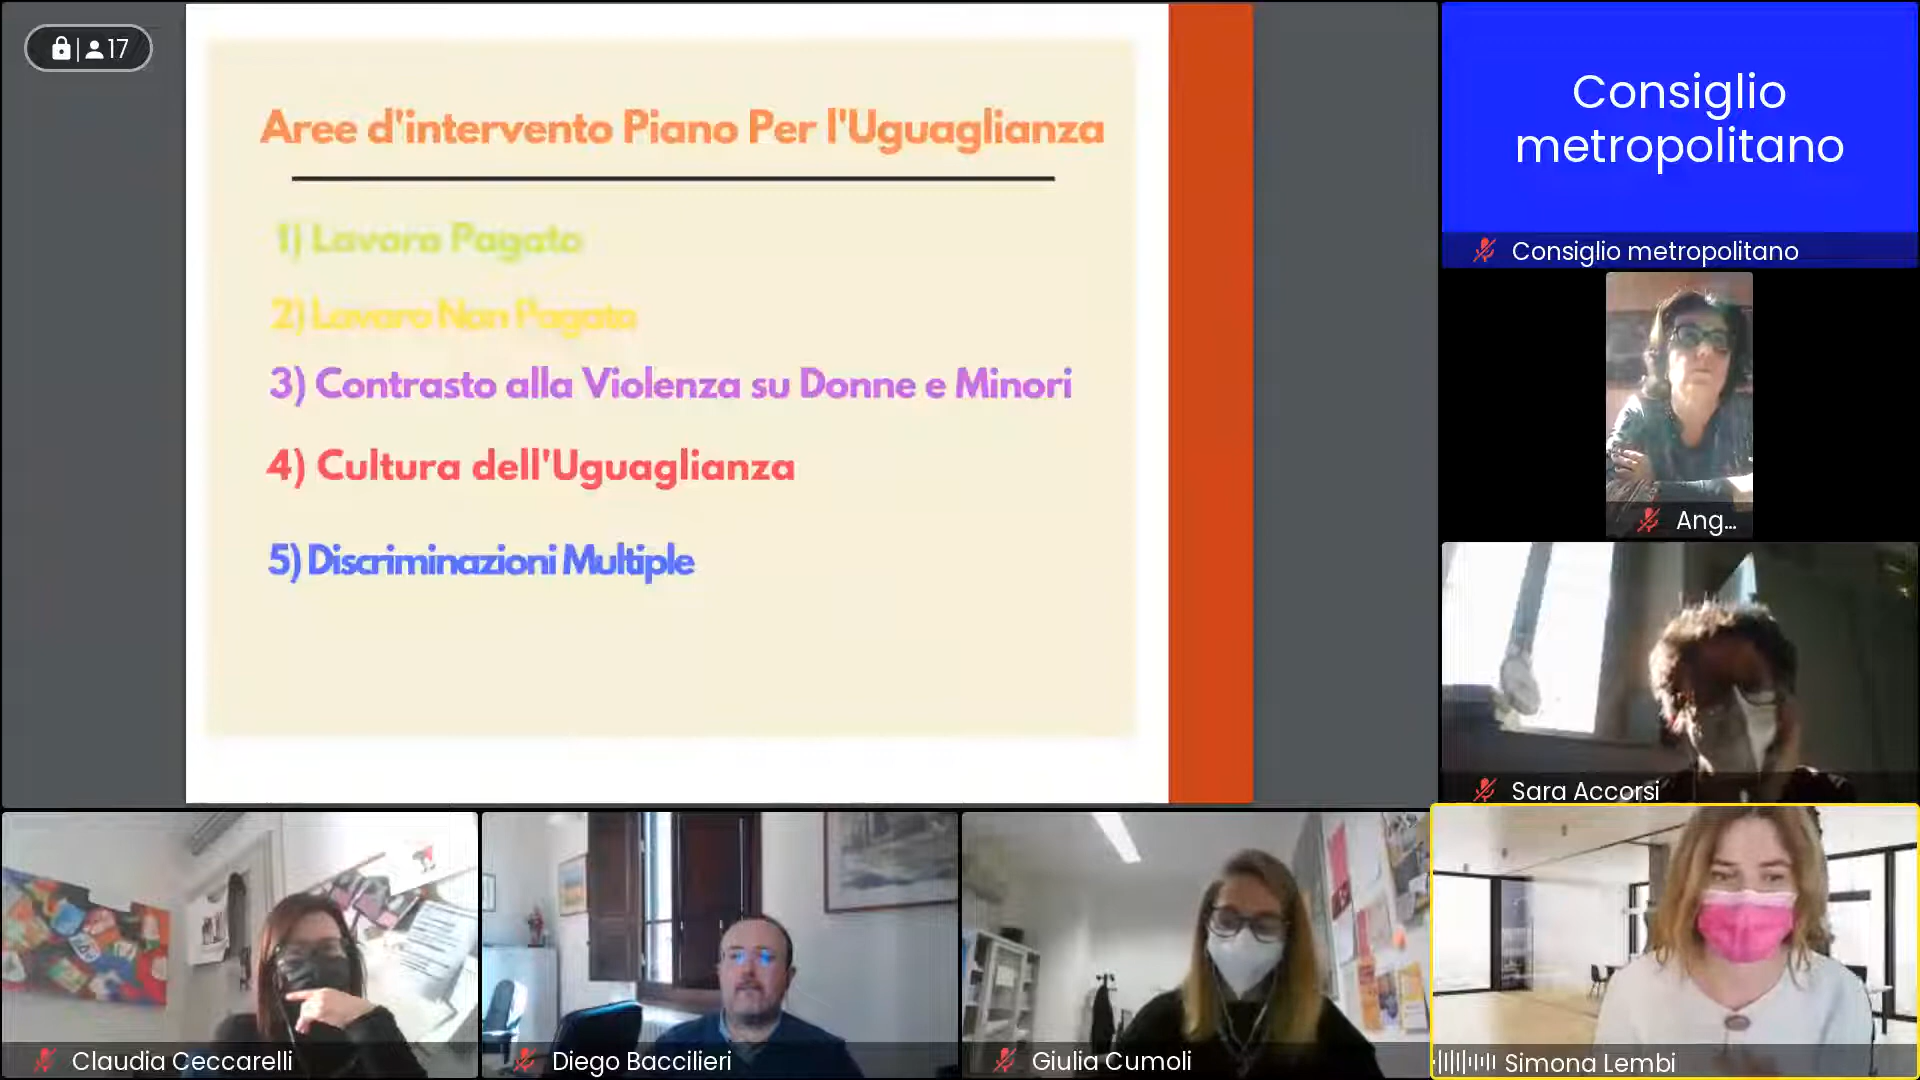 17
Aree d'intervento Piano Per l'Uguaglianza
1) Lavoro Pagato
2) Lavoro Non Pagato
3) Contrasto alla Violenza su Donne e Minori
4) Cultura dell'Uguaglianza
5) Discriminazioni Multiple
Consiglio
metropolitano
Consiglio metropolitano
Ang...
Sara Accorsi
Claudia Ceccarelli
Diego Baccilieri
Giulia Cumoli
Simona Lembi